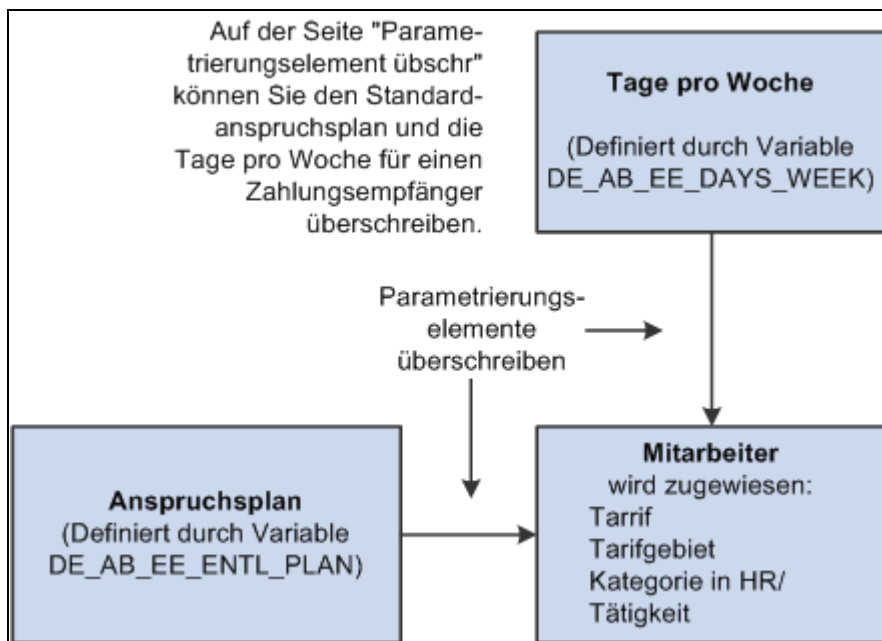 Auf der Seite "Parame-
trierungselement übschr"
können Sie den Standard-
anspruchsplan und die
Tage pro Woche für einen
Zahlungsempfänger
überschreiben.
Tage pro Woche
(Definiert durch Variable
DE_AB_EE_DAYS_WEEK)
Parametrierungs-
elemente
überschreiben
Anspruchsplan
(Definiert durch Variable
DE_AB_EE_ENTL_PLAN)
Mitarbeiter
wird zugewiesen:
Tarrif
Tarifgebiet
Kategorie in HR/
Tätigkeit